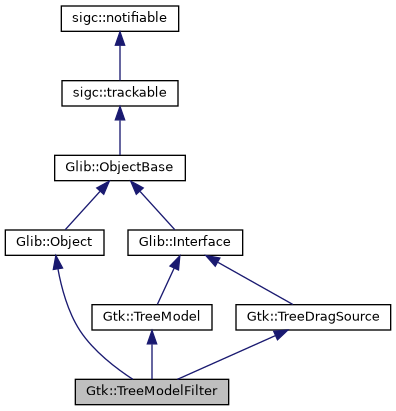 sigc::notifiable
sigc::trackable
Glib::ObjectBase
Glib::Object
Glib::Interface
Gtk::TreeModel
Gtk::TreeDragSource
Gtk::TreeModelFilter